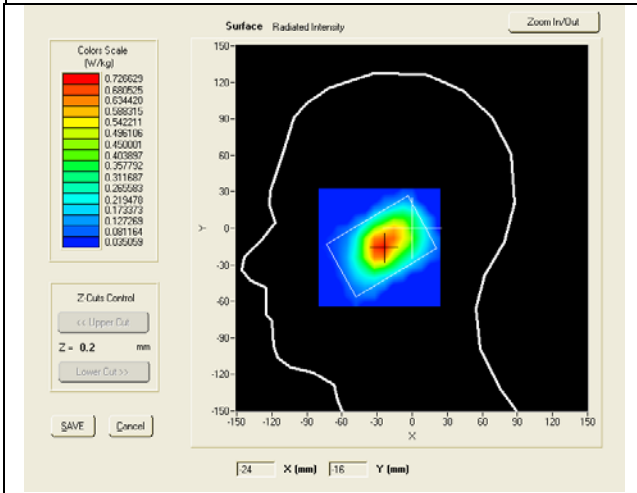 Surface Radiated Intensity
Zoom In/Out
Colors Scale
(W/kg)
0.726629
0.680525
0.634420
0.588315
0.542211
0.496106
0.450001
0.403897
0.357792
0.311687
0.265583
0.219478
0.173373
0.127269
0.081164
0.035059
Z-Cuts Control
<< Upper Cut
Z = 0.2 mm
Lower Cut >>
SAVE Cancel
150
120
90
60
30
0
-30
-60
-90
-120
-150
Y
-150 -120 -90 -60 -30 0 30 60 90 120 150
X
-24 X (mm) -16 Y (mm)